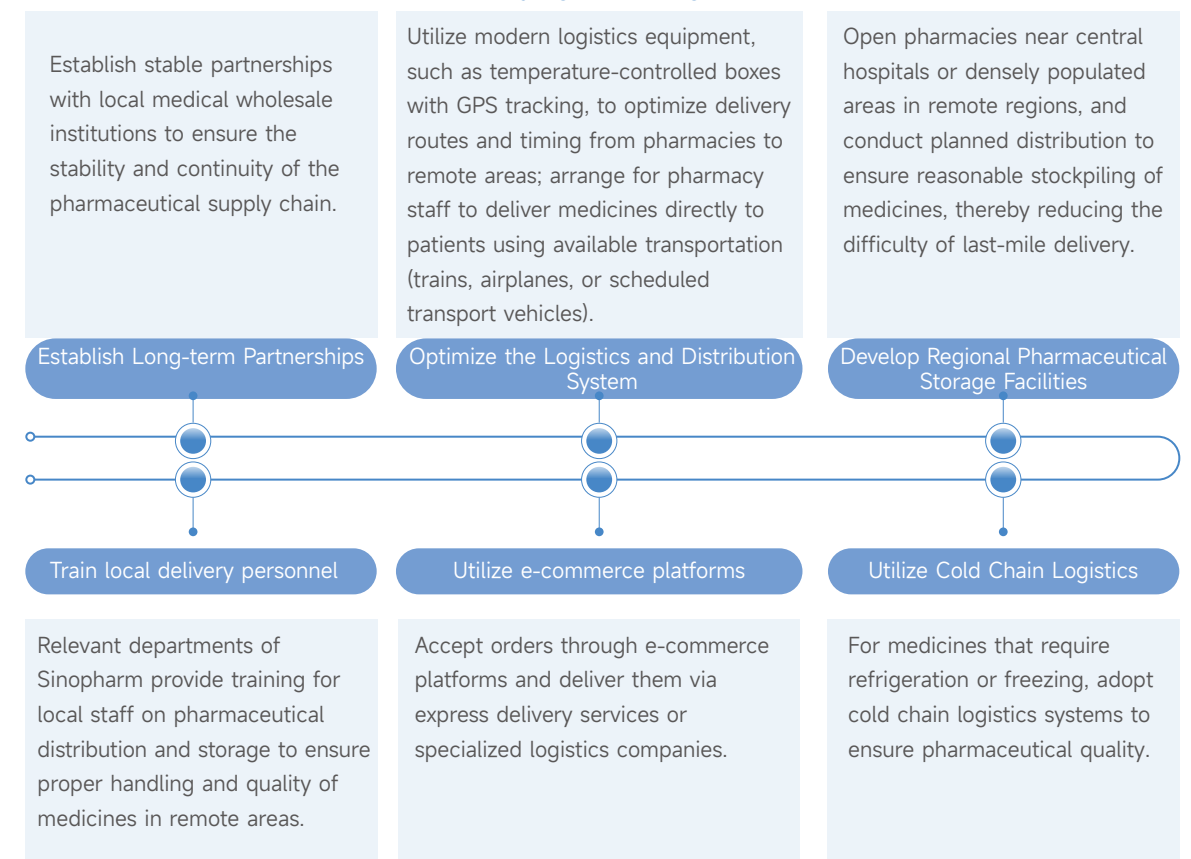 Establish stable partnerships
with local medical wholesale
institutions to ensure the
stability and continuity of the
pharmaceutical supply chain.
Utilize modern logistics equipment,
such as temperature-controlled boxes
with GPS tracking, to optimize delivery
routes and timing from pharmacies to
remote areas; arrange for pharmacy
staff to deliver medicines directly to
patients using available transportation
(trains, airplanes, or scheduled
transport vehicles).
Open pharmacies near central
hospitals or densely populated
areas in remote regions, and
conduct planned distribution to
ensure reasonable stockpiling of
medicines, thereby reducing the
difficulty of last-mile delivery.
Establish Long-term Partnerships
Optimize the Logistics and Distribution
System
Develop Regional Pharmaceutical
Storage Facilities
Train local delivery personnel
Utilize e-commerce platforms
Utilize Cold Chain Logistics
Relevant departments of
Sinopharm provide training for
local staff on pharmaceutical
distribution and storage to ensure
proper handling and quality of
medicines in remote areas.
Accept orders through e-commerce
platforms and deliver them via
express delivery services or
specialized logistics companies.
For medicines that require
refrigeration or freezing, adopt
cold chain logistics systems to
ensure pharmaceutical quality.